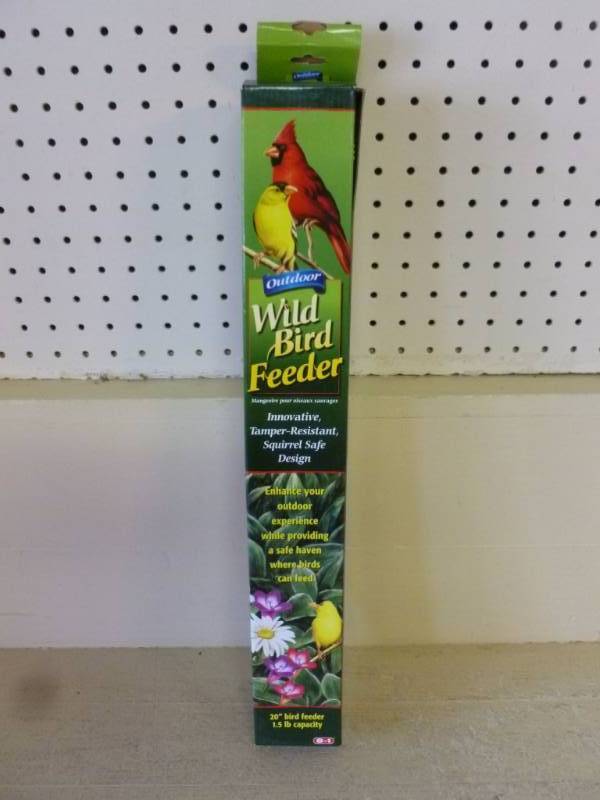 Outdoor
Wild
Bird
Feeder
Mangeoire pour oiseaux sauvages
Innovative,
Tamper-Resistant,
Squirrel Safe
Design
Enhance your
outdoor
experience
while providing
a safe haven
where birds
can feed
20" bird feeder
1.5 lb capacity